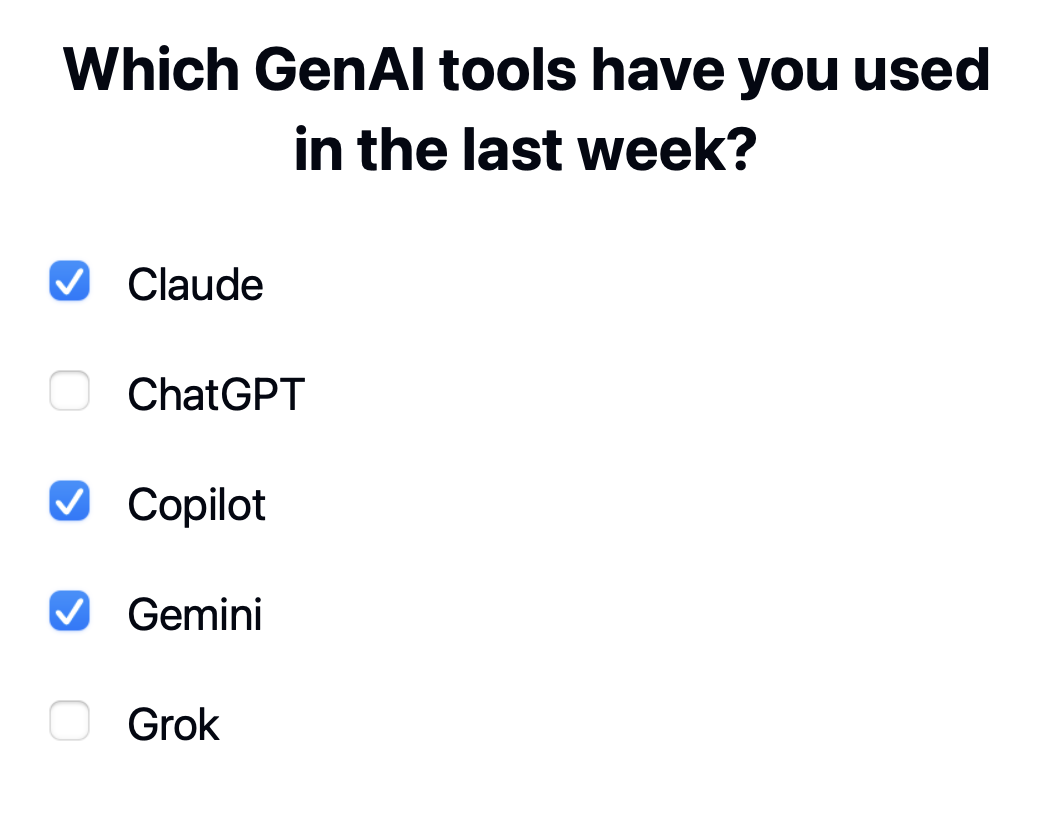 Which GenAI tools have you used
in the last week?
Claude
ChatGPT
Copilot
Gemini
Grok